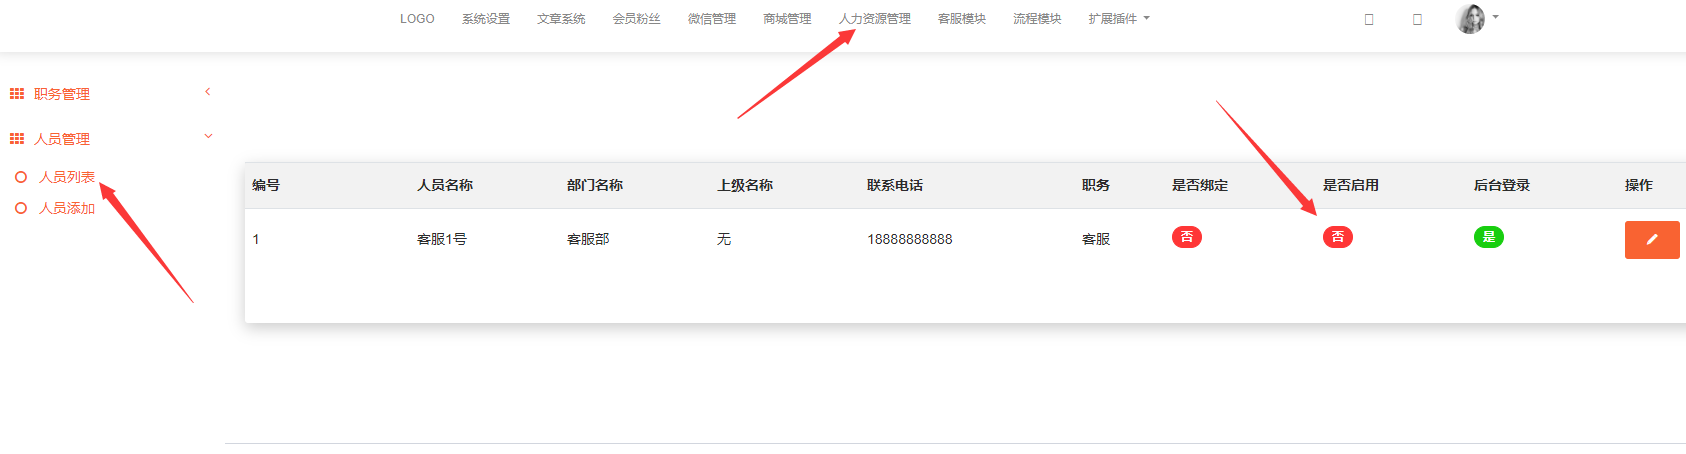 LOGO 系统设置 文章系统 会员粉丝 微信管理 商城管理 人力资源管理 客服模块 流程模块 扩展插件
职务管理
人员管理
人员列表
人员添加
编号 人员名称 部门名称 上级名称 联系电话 职务 是否绑定 是否启用 后台登录 操作
1 客服1号 客服部 无 18888888888 客服 否 否 是